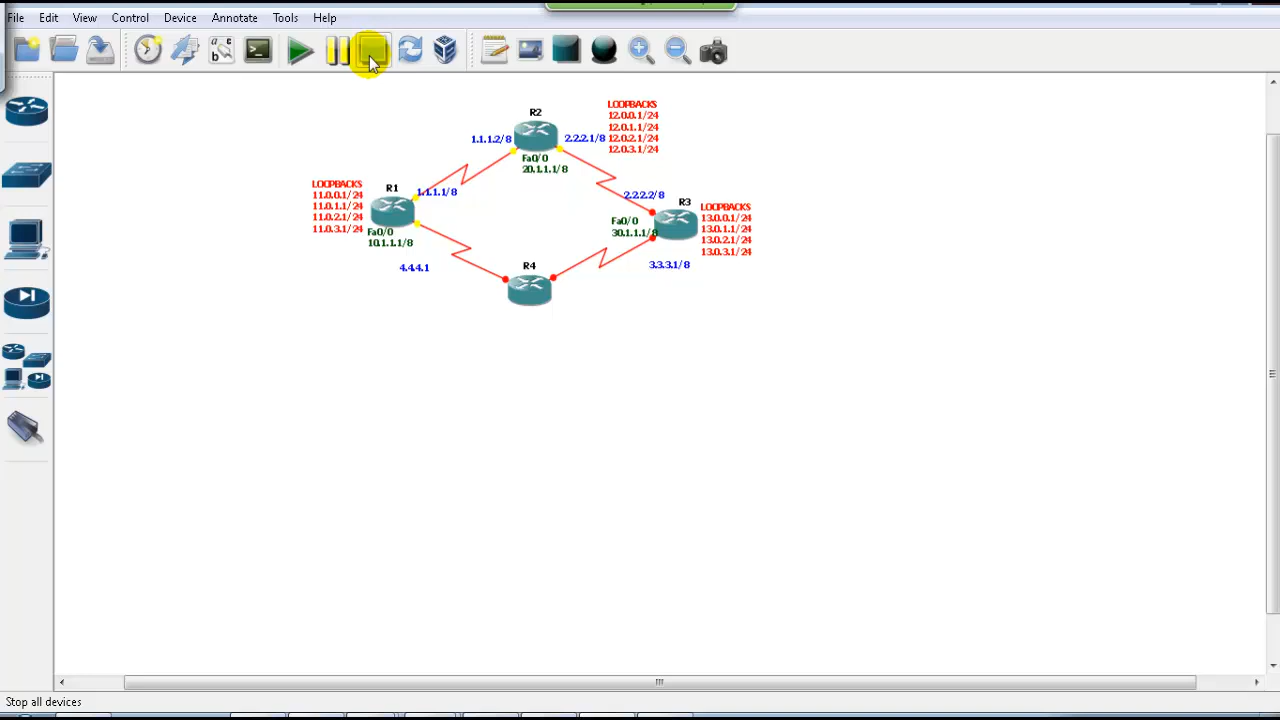 File Edit View Control Device Annotate Tools Help
R2
1.1.1.2/8
2.2.2.1/8
Fa0/0
20.1.1.1/8
LOOPBACKS
12.0.0.1/24
12.0.1.1/24
12.0.2.1/24
12.0.3.1/24
LOOPBACKS
11.0.0.1/24
11.0.1.1/24
11.0.2.1/24
11.0.3.1/24
R1
1.1.1.1/8
Fa0/0
10.1.1.1/8
2.2.2.2/8
R3
Fa0/0
30.1.1.1/8
LOOPBACKS
13.0.0.1/24
13.0.1.1/24
13.0.2.1/24
13.0.3.1/24
4.4.4.1
R4
3.3.3.1/8
Stop all devices